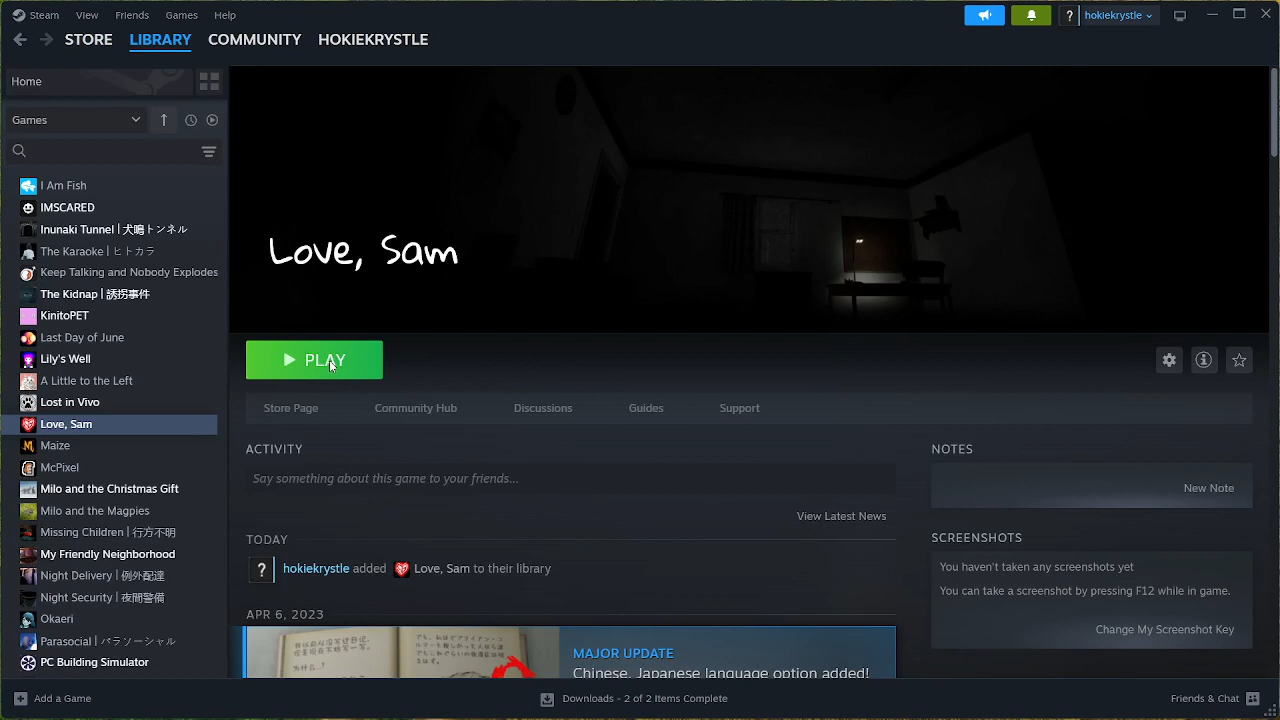 Steam View Friends Games Help
? hokiekrystle
STORE LIBRARY COMMUNITY HOKIEKRYSTLE
Home
Games
I Am Fish
IMSCARED
Inunaki Tunnel | 犬鳴トンネル
The Karaoke | ヒトカラ
Keep Talking and Nobody Explodes
The Kidnap | 誘拐事件
KinitoPET
Last Day of June
Lily's Well
A Little to the Left
Lost in Vivo
Love, Sam
Maize
McPixel
Milo and the Christmas Gift
Milo and the Magpies
Missing Children | 行方不明
My Friendly Neighborhood
Night Delivery | 例外配達
Night Security | 夜間警備
Okaeri
Parasocial | パラソーシャル
PC Building Simulator
Love, Sam
PLAY
Store Page Community Hub Discussions Guides Support
ACTIVITY
Say something about this game to your friends...
View Latest News
TODAY
? hokiekrystle added Love, Sam to their library
APR 6, 2023
MAJOR UPDATE
Chinese, Japanese language option added!
NOTES
New Note
SCREENSHOTS
You haven't taken any screenshots yet
You can take a screenshot by pressing F12 while in game.
Change My Screenshot Key
Add a Game
Downloads - 2 of 2 Items Complete
Friends & Chat